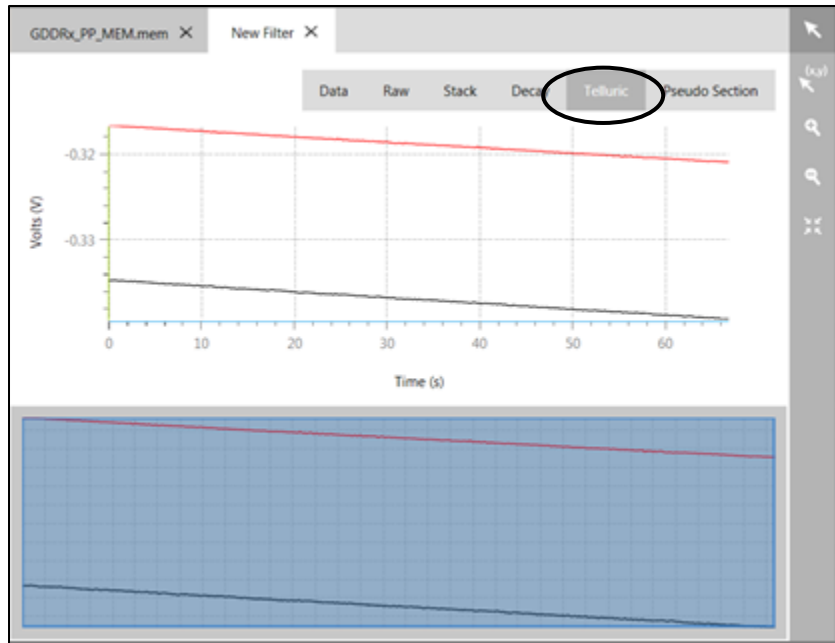 GDDRx_PP_MEM.mem X New Filter X
(x,y)
Data Raw Stack Decay Telluric Pseudo Section
-0.32
-0.33
Volts (V)
0 10 20 30 40 50 60
Time (s)